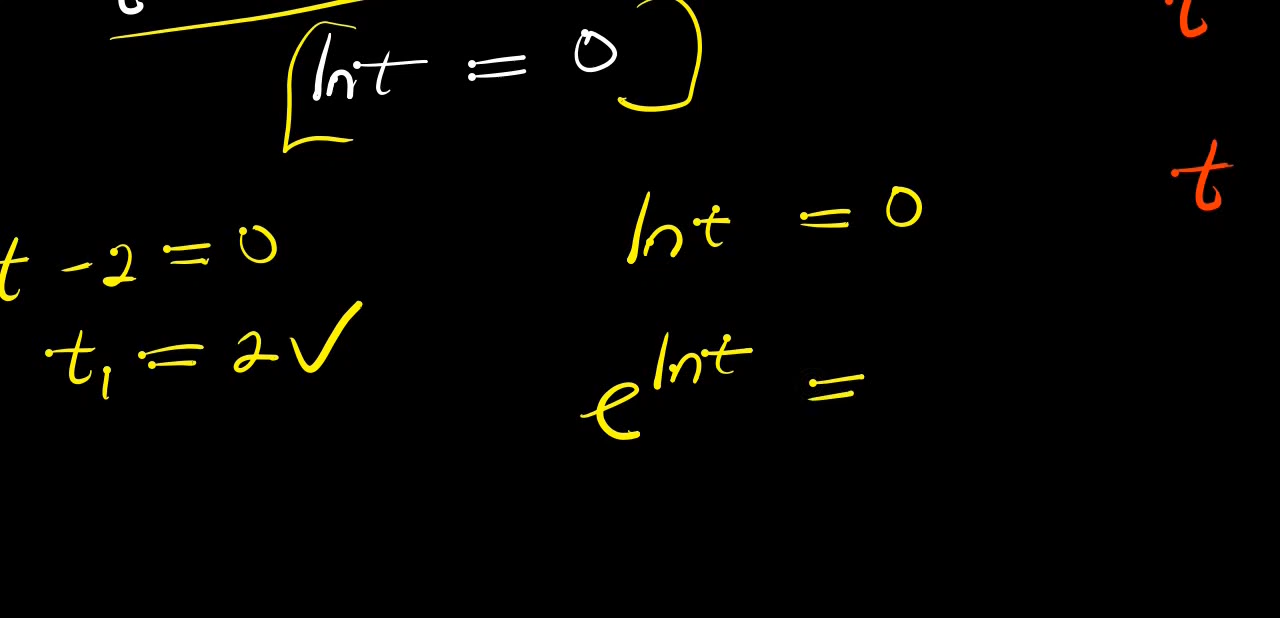 ln t = 0
t - 2 = 0
t₁ = 2 ✓
ln t = 0
e^{ln t} =
t